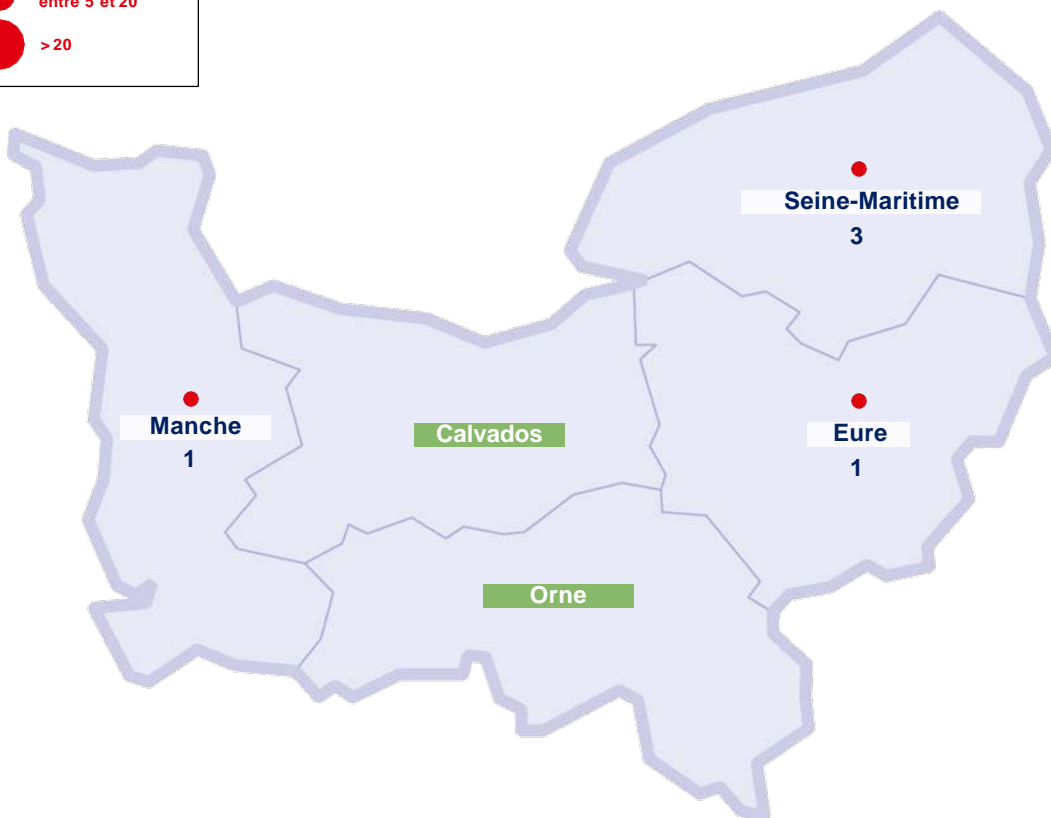 entre 5 et 20
> 20
Seine-Maritime
3
Manche
1
Calvados
Eure
1
Orne